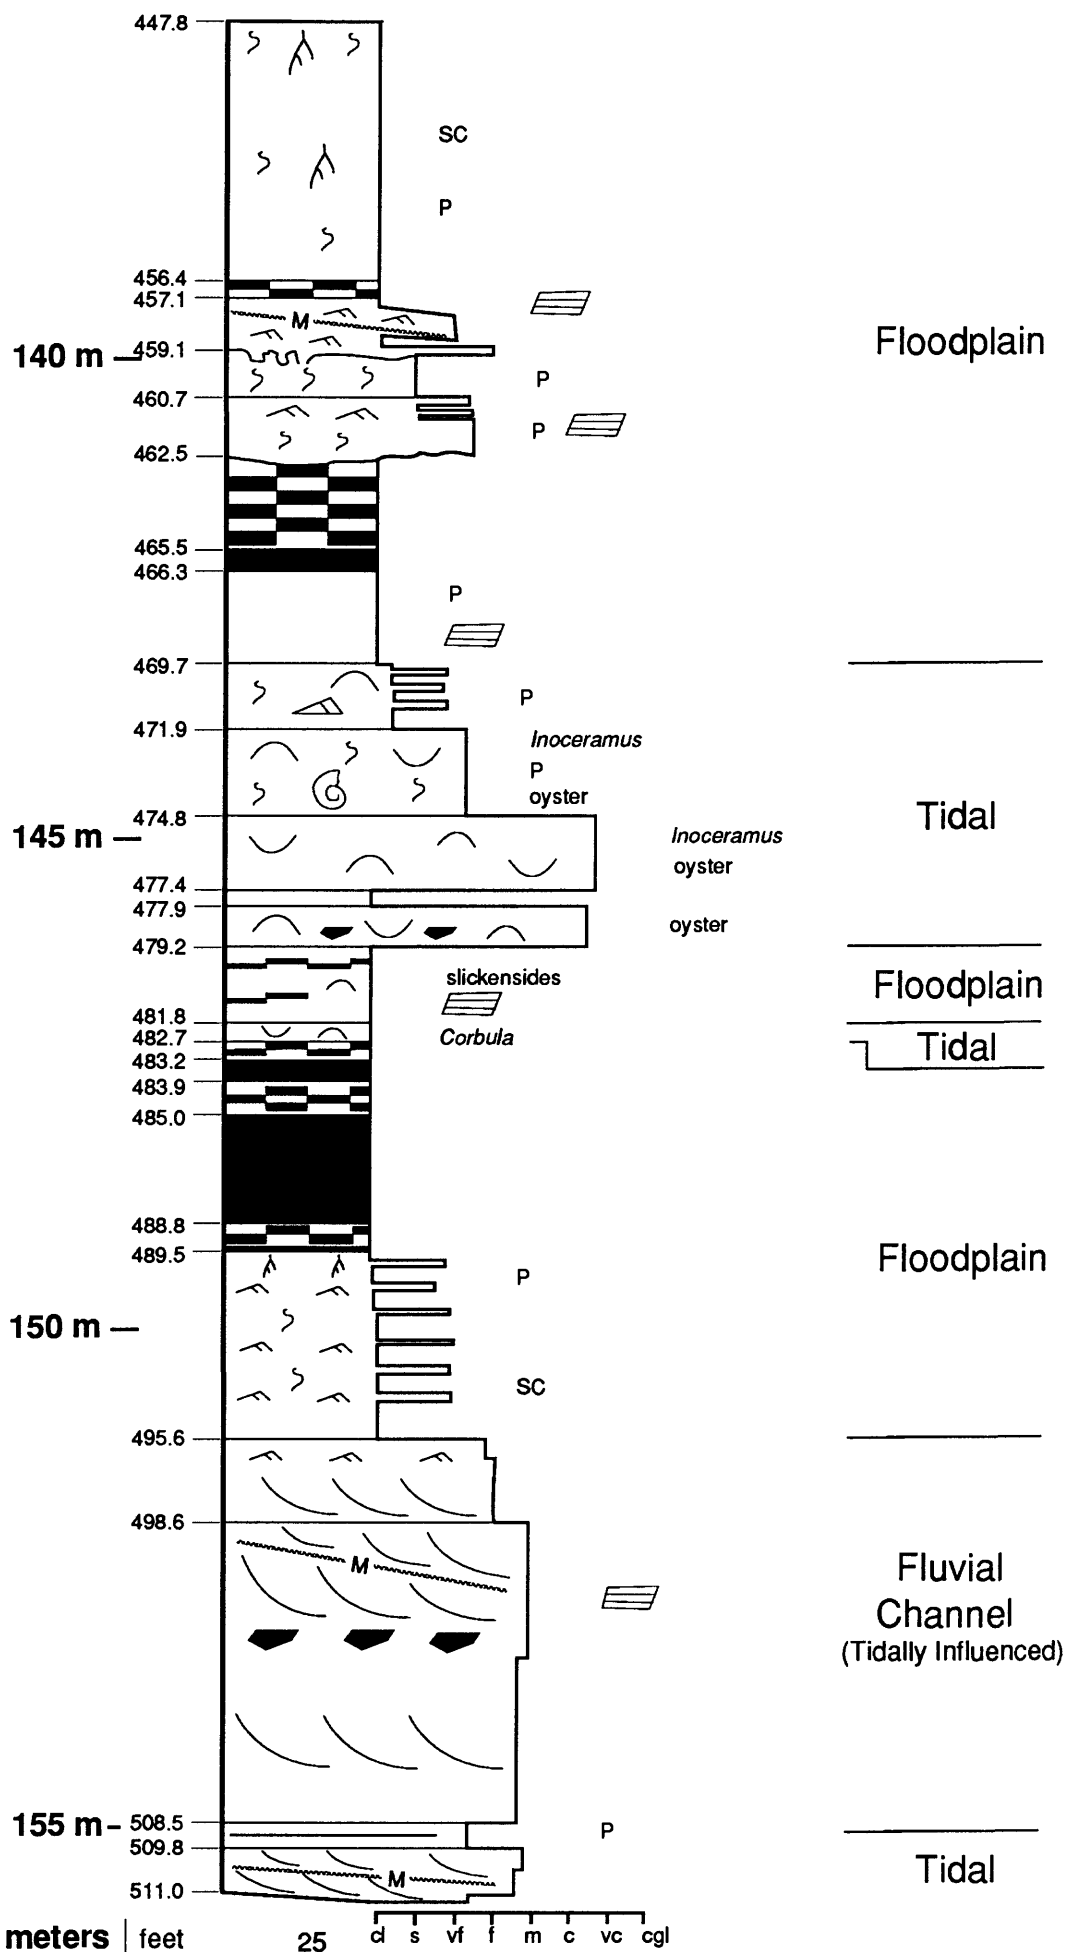 447.8
SC
P
456.4
457.1
M
Floodplain
140 m
459.1
P
460.7
P
462.5
465.5
466.3
P
469.7
P
471.9
Inoceramus
P
oyster
474.8
Tidal
145 m
Inoceramus
oyster
477.4
477.9
oyster
479.2
slickensides
Floodplain
481.8
Corbula
482.7
Tidal
483.2
483.9
485.0
488.8
489.5
Floodplain
P
150 m
SC
495.6
498.6
M
Fluvial
Channel
(Tidally Influenced)
155 m
508.5
P
509.8
M
Tidal
511.0
meters feet 25 cl s vf f m c vc cgl